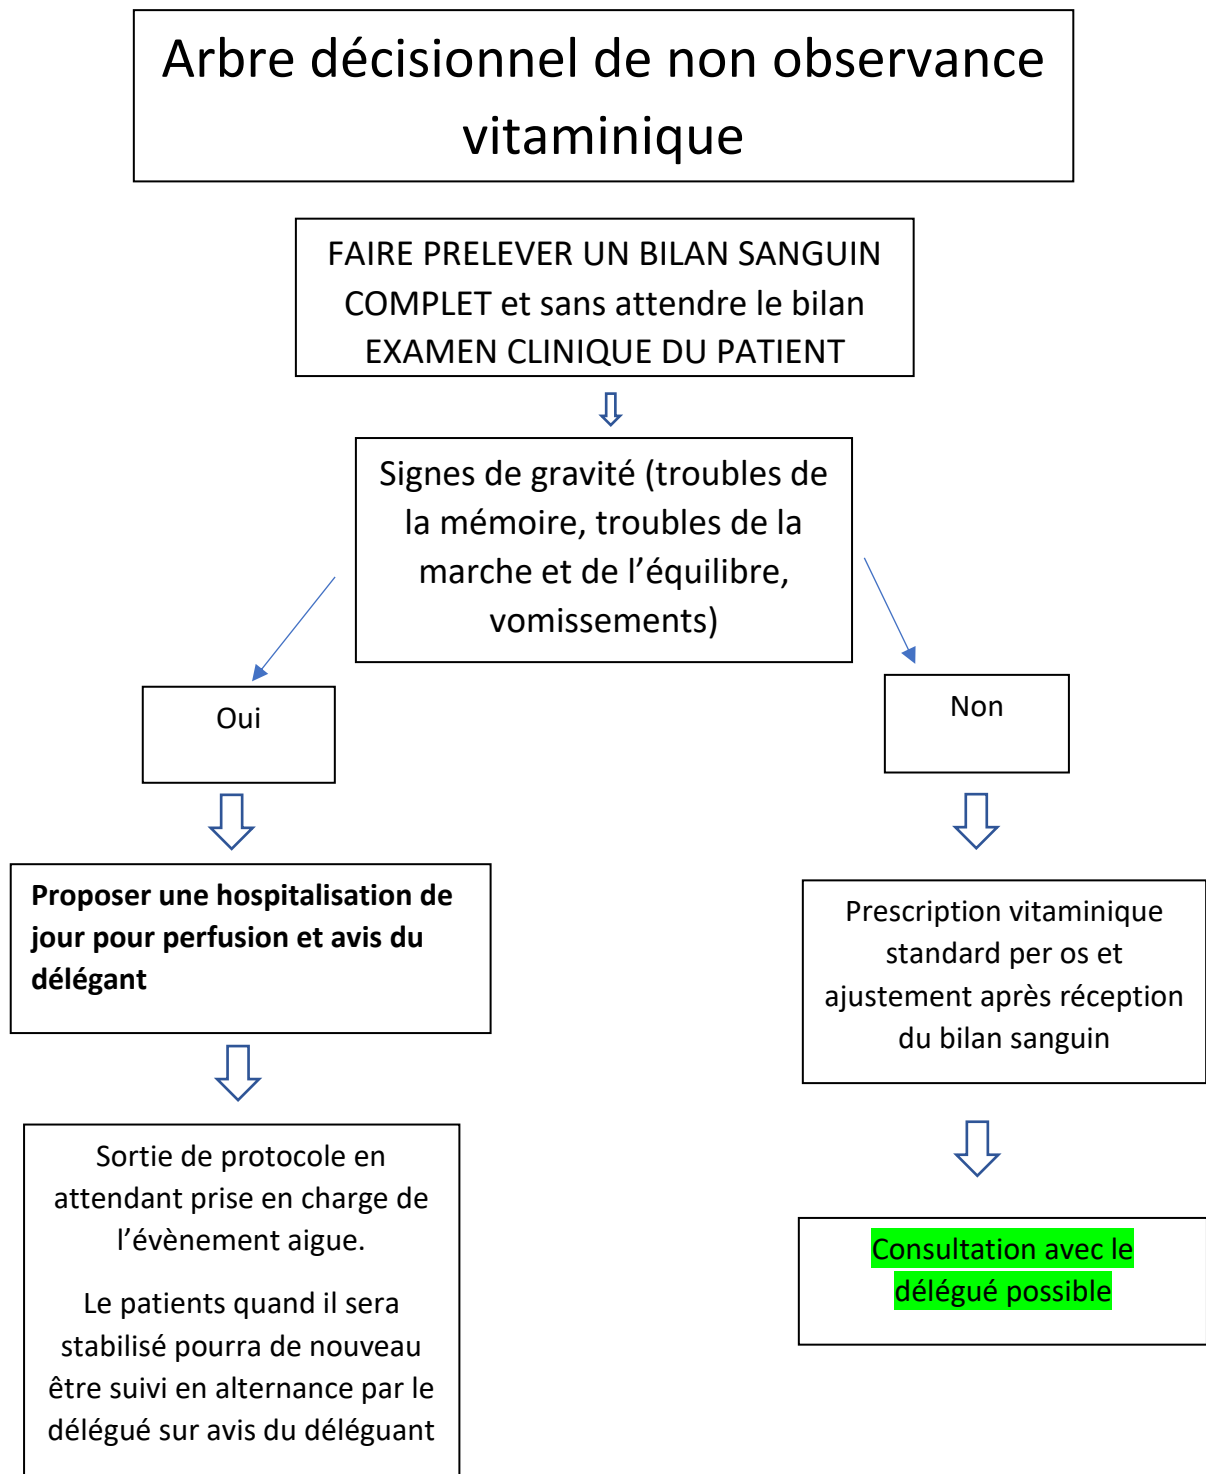 Arbre décisionnel de non observance
vitaminique
FAIRE PRELEVER UN BILAN SANGUIN
COMPLET et sans attendre le bilan
EXAMEN CLINIQUE DU PATIENT
Signes de gravité (troubles de
la mémoire, troubles de la
marche et de l’équilibre,
vomissements)
Oui
Non
Proposer une hospitalisation de
jour pour perfusion et avis du
délégant
Prescription vitaminique
standard per os et
ajustement après réception
du bilan sanguin
Sortie de protocole en
attendant prise en charge de
l’évènement aigue.
Le patients quand il sera
stabilisé pourra de nouveau
être suivi en alternance par le
délégué sur avis du déléguant
Consultation avec le
délégué possible